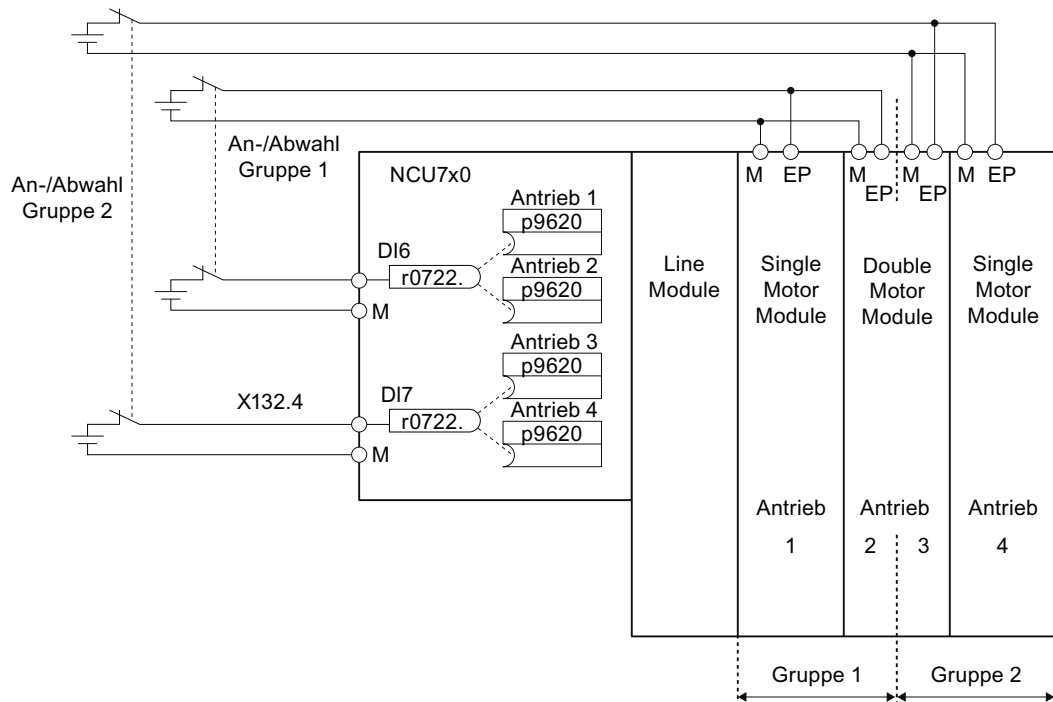 An-/Abwahl
Gruppe 2
An-/Abwahl
Gruppe 1
NCU7x0
Antrieb 1
p9620
DI6
r0722.
M
Antrieb 2
p9620
Antrieb 3
p9620
X132.4
DI7
r0722.
M
Antrieb 4
p9620
Line
Module
M EP
Single
Motor
Module
Antrieb
1
M EP
M EP
Double
Motor
Module
Antrieb
2 3
M EP
Single
Motor
Module
Antrieb
4
Gruppe 1
Gruppe 2